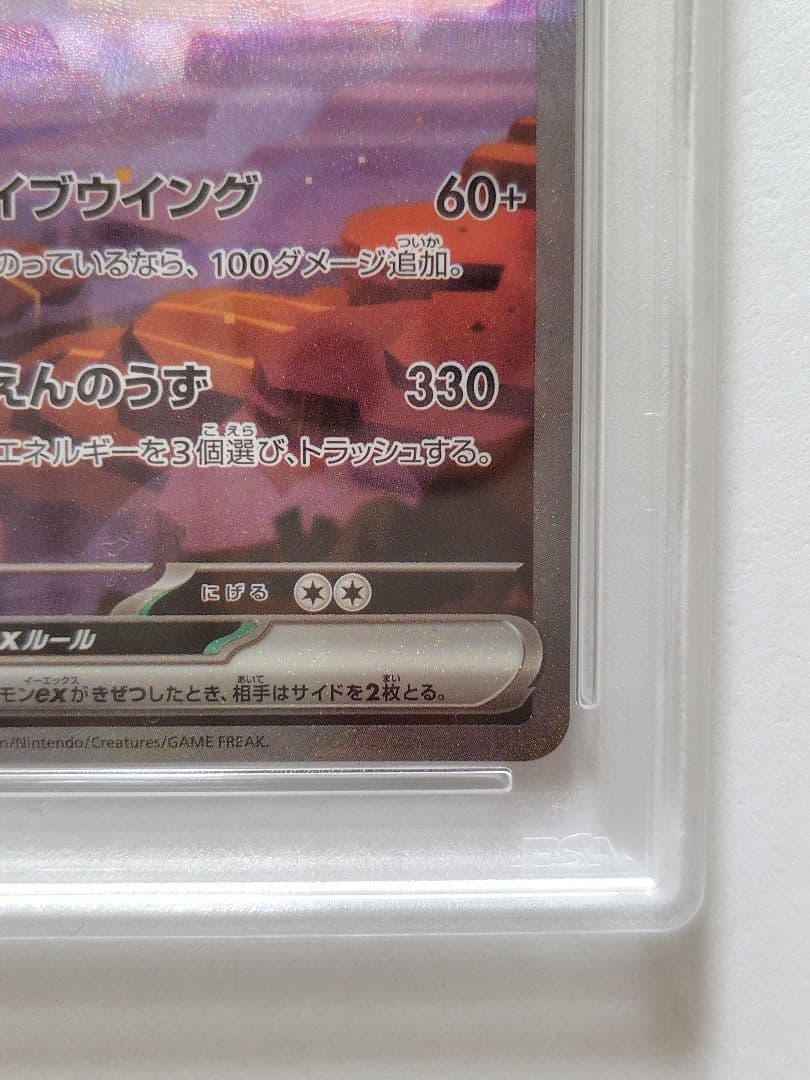 イブウイング 60+
ついか
のっているなら、100ダメージ追加。
えんのうず 330
こ えら
エネルギーを3個選び、トラッシュする。
にげる
xルール
イーエックス あいて まい
モンexがきぜつしたとき、相手はサイドを2枚とる。
n/Nintendo/Creatures/GAME FREAK.
PSA